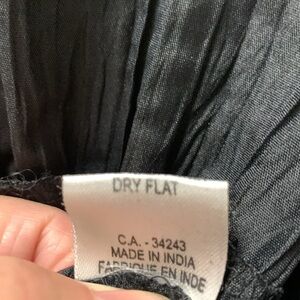 DRY FLAT
C.A. - 34243
MADE IN INDIA
FABRIQUE EN INDE